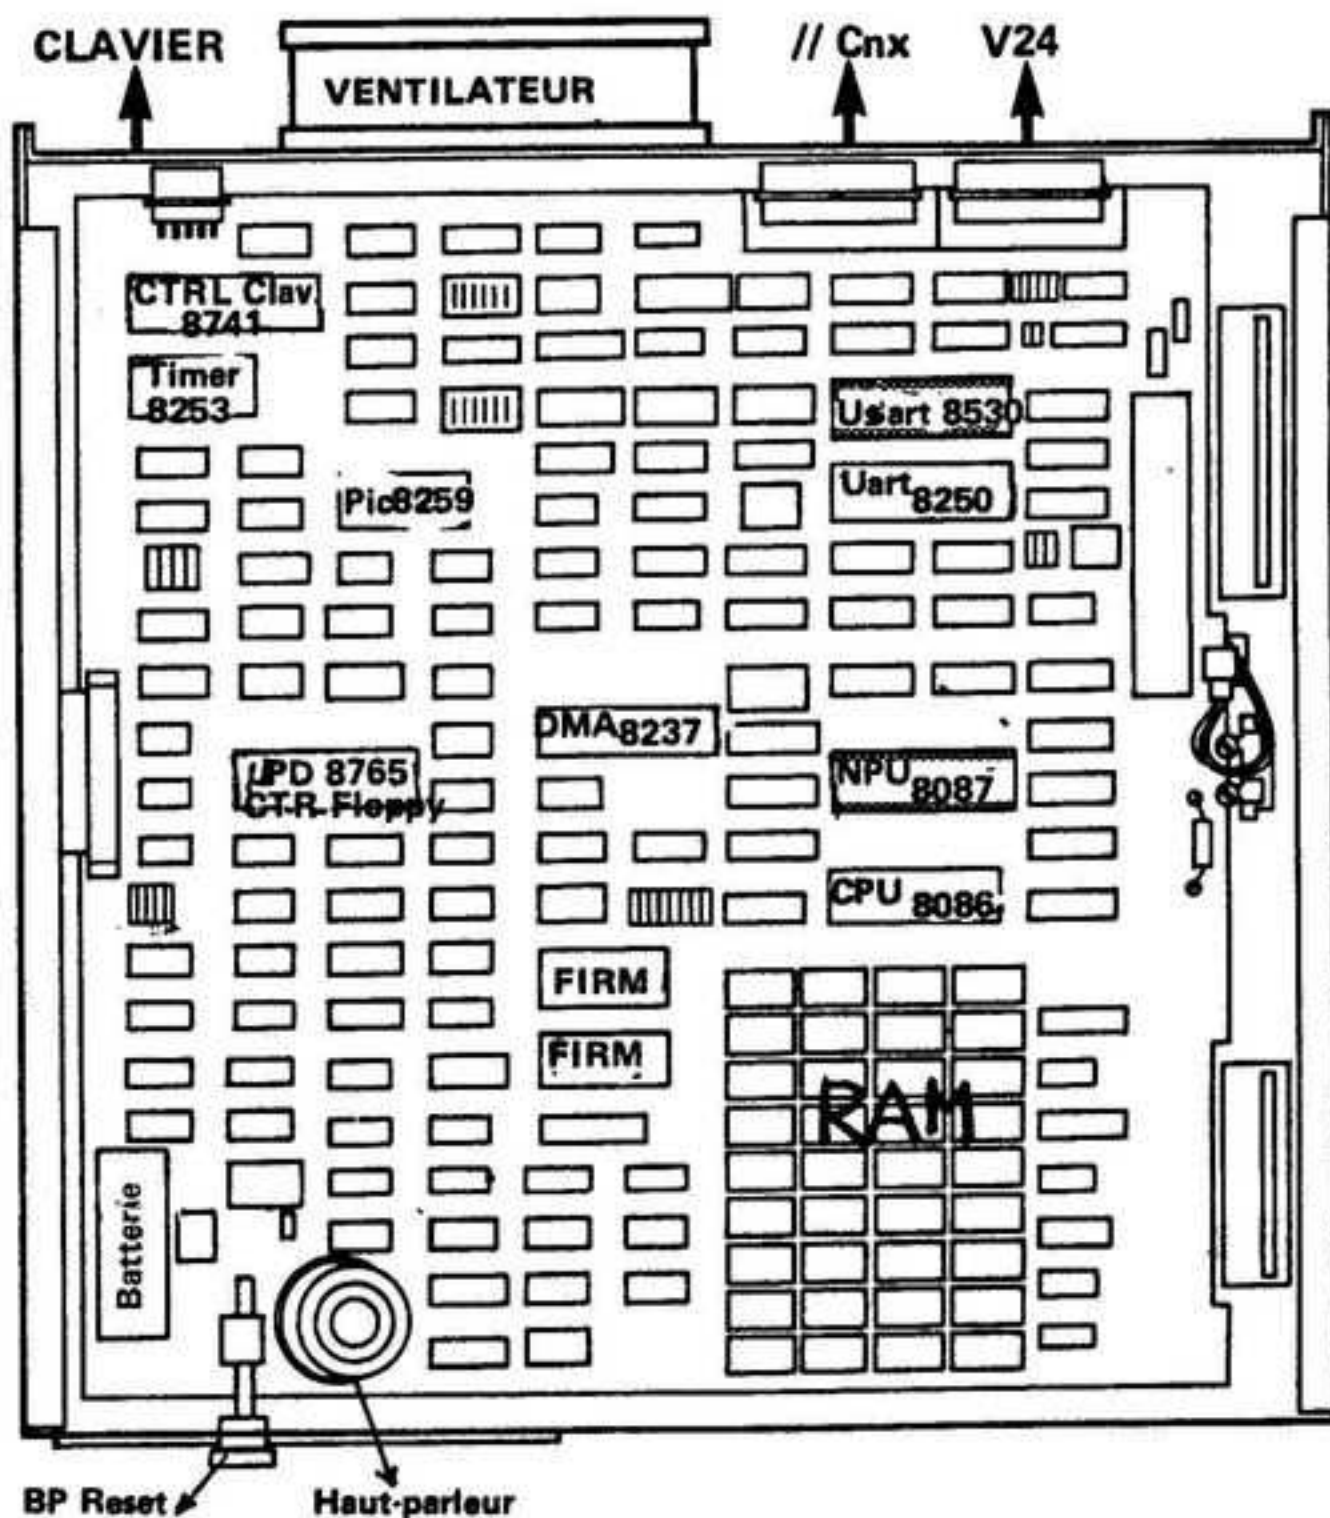 CLAVIER
VENTILATEUR
// Cnx
V24
CTRL Clav
8741
Timer
8253
Usart 8530
Pic8259
Uart 8250
DMA 8237
µPD 8765
CTR Floppy
NPU 8087
CPU 8086
FIRM
FIRM
RAM
Batterie
BP Reset
Haut-parleur